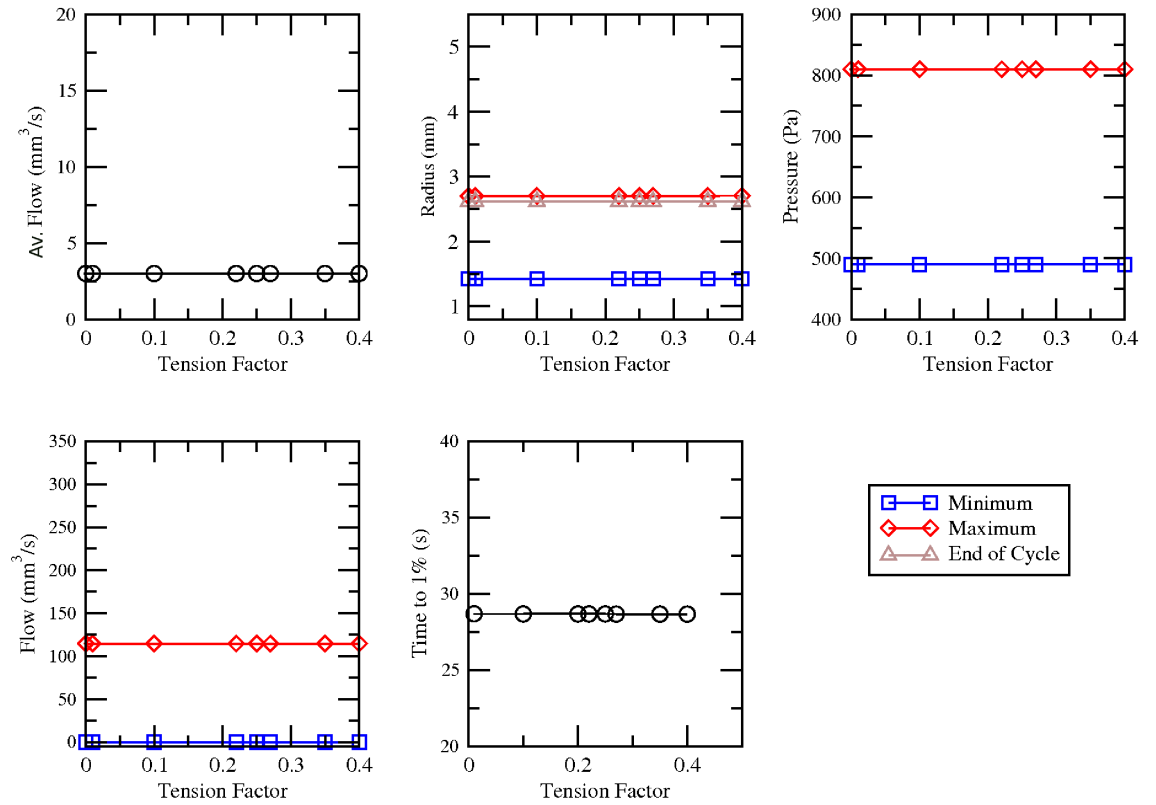 20
15
10
5
0
Av. Flow (mm3/s)
0 0.1 0.2 0.3 0.4
Tension Factor
5
4
3
2
1
Radius (mm)
0 0.1 0.2 0.3 0.4
Tension Factor
900
800
700
600
500
400
Pressure (Pa)
0 0.1 0.2 0.3 0.4
Tension Factor
350
300
250
200
150
100
50
0
Flow (mm3/s)
0 0.1 0.2 0.3 0.4
Tension Factor
40
35
30
25
20
Time to 1% (s)
0 0.2 0.4
Tension Factor
Minimum
Maximum
End of Cycle